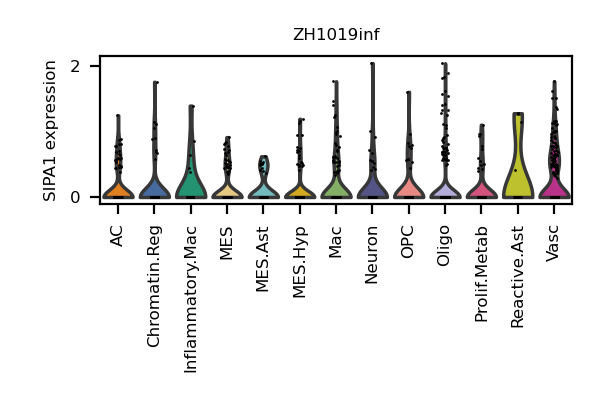 ZH1019inf
SIPA1 expression
2
0
AC
Chromatin.Reg
Inflammatory.Mac
MES
MES.Ast
MES.Hyp
Mac
Neuron
OPC
Oligo
Prolif.Metab
Reactive.Ast
Vasc